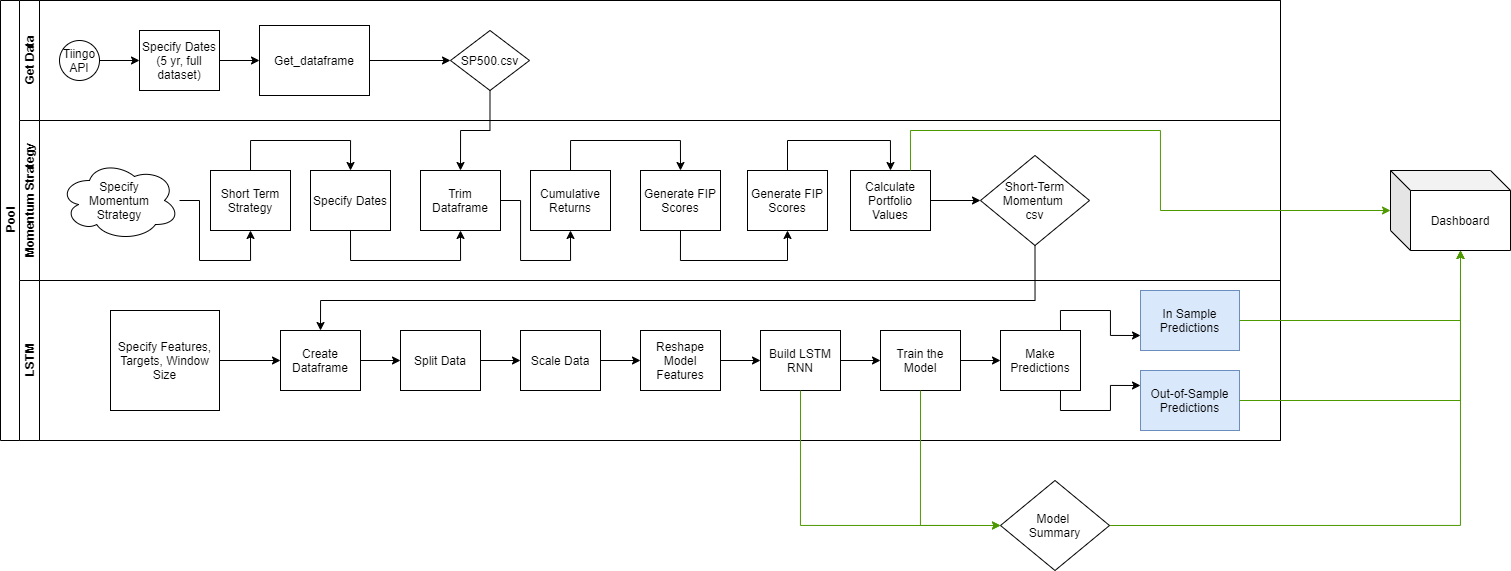 Pool
Get Data
Tiingo
API
Specify Dates
(5 yr, full
dataset)
Get_dataframe
SP500.csv
Momentum Strategy
Specify
Momentum
Strategy
Short Term
Strategy
Specify Dates
Trim
Dataframe
Cumulative
Returns
Generate FIP
Scores
Generate FIP
Scores
Calculate
Portfolio
Values
Short-Term
Momentum
csv
Dashboard
LSTM
Specify Features,
Targets, Window
Size
Create
Dataframe
Split Data
Scale Data
Reshape
Model
Features
Build LSTM
RNN
Train the
Model
Make
Predictions
In Sample
Predictions
Out-of-Sample
Predictions
Model
Summary